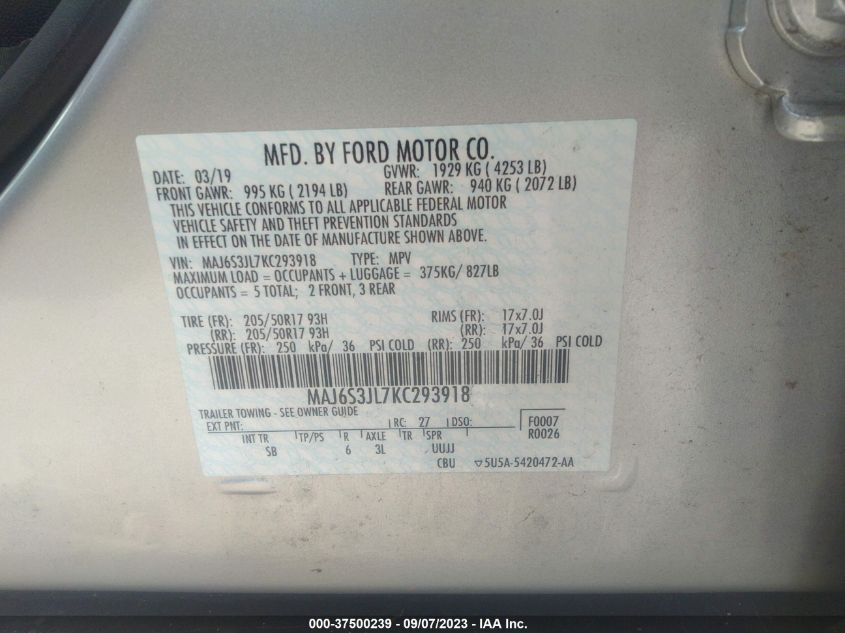 MFD. BY FORD MOTOR CO.
DATE: 03/19 GVWR: 1929 KG ( 4253 LB)
FRONT GAWR: 995 KG ( 2194 LB) REAR GAWR: 940 KG ( 2072 LB)
THIS VEHICLE CONFORMS TO ALL APPLICABLE FEDERAL MOTOR
VEHICLE SAFETY AND THEFT PREVENTION STANDARDS
IN EFFECT ON THE DATE OF MANUFACTURE SHOWN ABOVE.
VIN: MAJ6S3JL7KC293918 TYPE: MPV
MAXIMUM LOAD = OCCUPANTS + LUGGAGE = 375KG/ 827LB
OCCUPANTS = 5 TOTAL; 2 FRONT, 3 REAR
TIRE (FR): 205/50R17 93H RIMS (FR): 17x7.0J
(RR): 205/50R17 93H (RR): 17x7.0J
PRESSURE (FR): 250 kPa/ 36 PSI COLD (RR): 250 kPa/ 36 PSI COLD
MAJ6S3JL7KC293918
TRAILER TOWING - SEE OWNER GUIDE
EXT PNT: RC: 27 DSO: F0007
R0026
INT TR TP/PS R AXLE TR SPR
SB 6 3L UUJJ
CBU ▽5U5A-5420472-AA
000-37500239 - 09/07/2023 - IAA Inc.